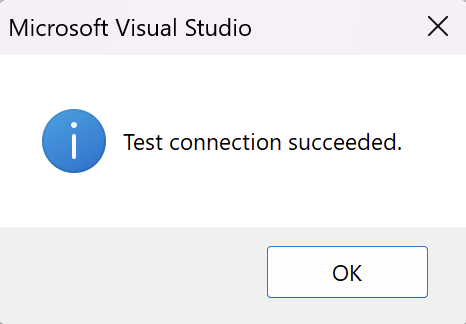 Microsoft Visual Studio
Test connection succeeded.
OK